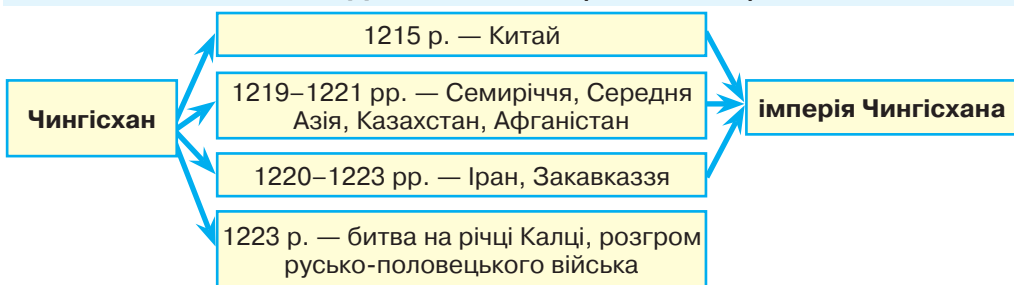 1215 р. — Китай
Чингісхан
1219–1221 рр. — Семиріччя, Середня
Азія, Казахстан, Афганістан
імперія Чингісхана
1220–1223 рр. — Іран, Закавказзя
1223 р. — битва на річці Калці, розгром
русько-половецького війська